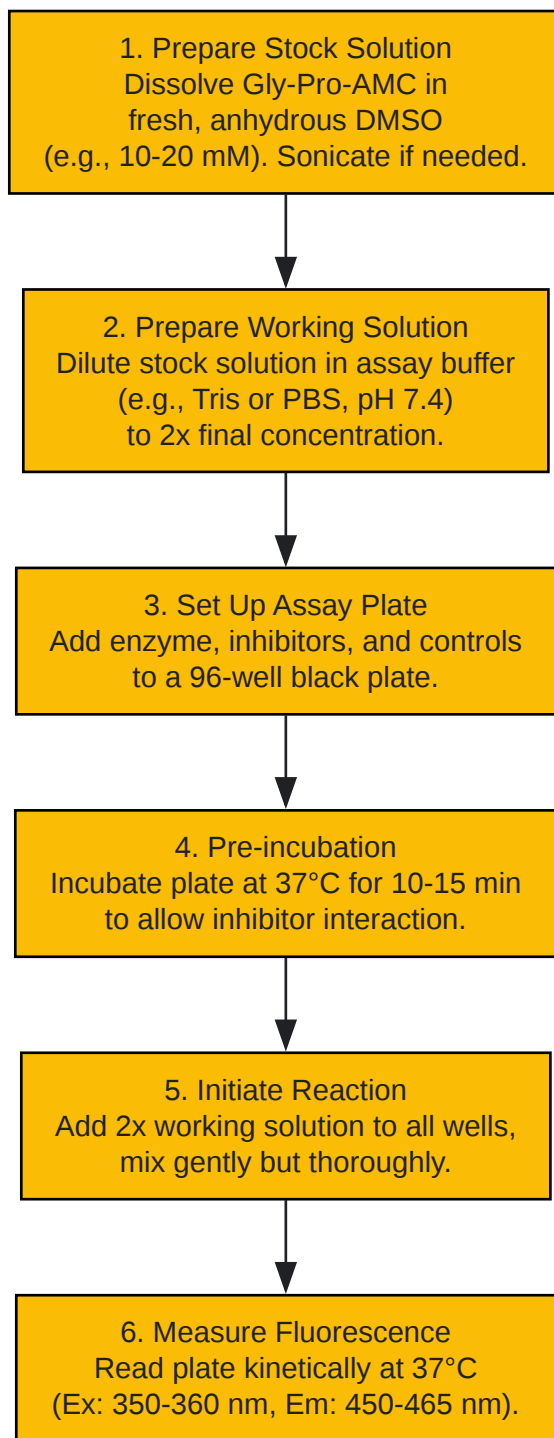 1. Prepare Stock Solution
Dissolve Gly-Pro-AMC in
fresh, anhydrous DMSO
(e.g., 10-20 mM). Sonicate if needed.
2. Prepare Working Solution
Dilute stock solution in assay buffer
(e.g., Tris or PBS, pH 7.4)
to 2x final concentration.
3. Set Up Assay Plate
Add enzyme, inhibitors, and controls
to a 96-well black plate.
4. Pre-incubation
Incubate plate at 37°C for 10-15 min
to allow inhibitor interaction.
5. Initiate Reaction
Add 2x working solution to all wells,
mix gently but thoroughly.
6. Measure Fluorescence
Read plate kinetically at 37°C
(Ex: 350-360 nm, Em: 450-465 nm).